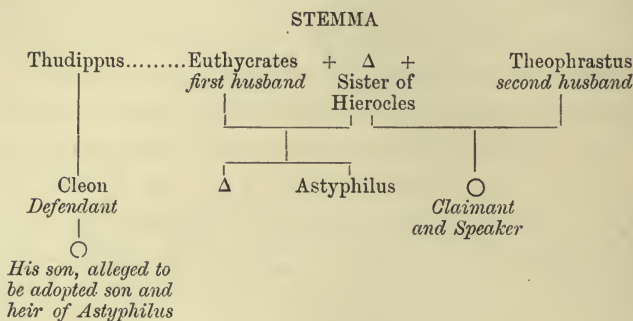 STEMMA
Thudippus.........Euthycrates + Δ + Theophrastus
first husband Sister of second husband
Hierocles
Cleon Δ Astyphilus Claimant
Defendant and Speaker
His son, alleged to
be adopted son and
heir of Astyphilus